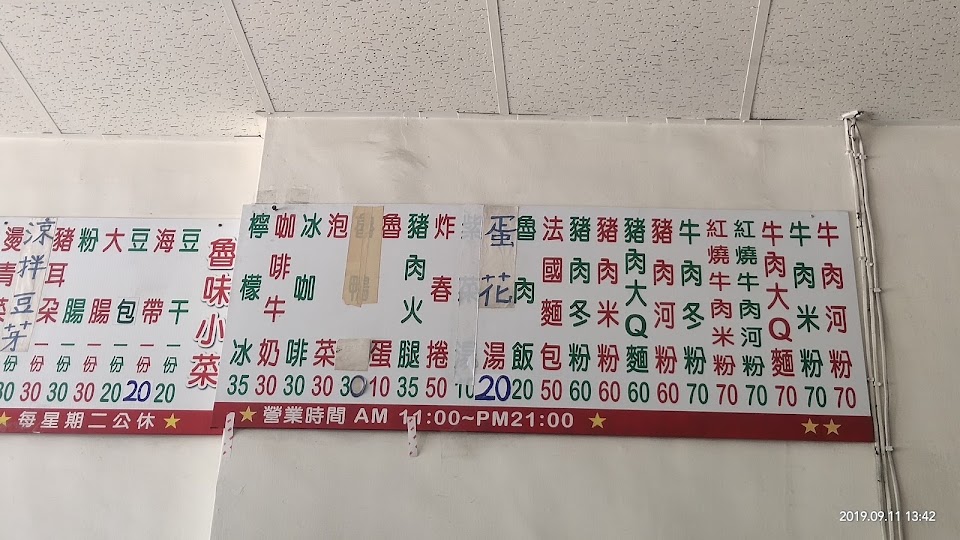 牛肉河粉 70
牛肉米粉 70
牛肉大Q麵 70
紅燒牛肉河粉 70
紅燒牛肉米粉 70
牛肉冬粉 70
豬肉河粉 60
豬肉大Q麵 60
豬肉米粉 60
豬肉冬粉 60
法國麵包 50
魯肉飯 20
蛋花湯 20
10
炸春捲 50
豬肉火腿 35
魯蛋 10
30
泡菜 30
冰咖啡 30
咖啡牛奶 30
檸檬冰 35
營業時間 AM 11:00~PM21:00
魯味小菜
豆干一份 20
海帶一份 20
豆包一份 20
大腸一份 30
粉腸一份 30
豬耳朵一份 30
涼拌豆芽 30
燙青菜
每星期二公休
2019.09.11 13:42